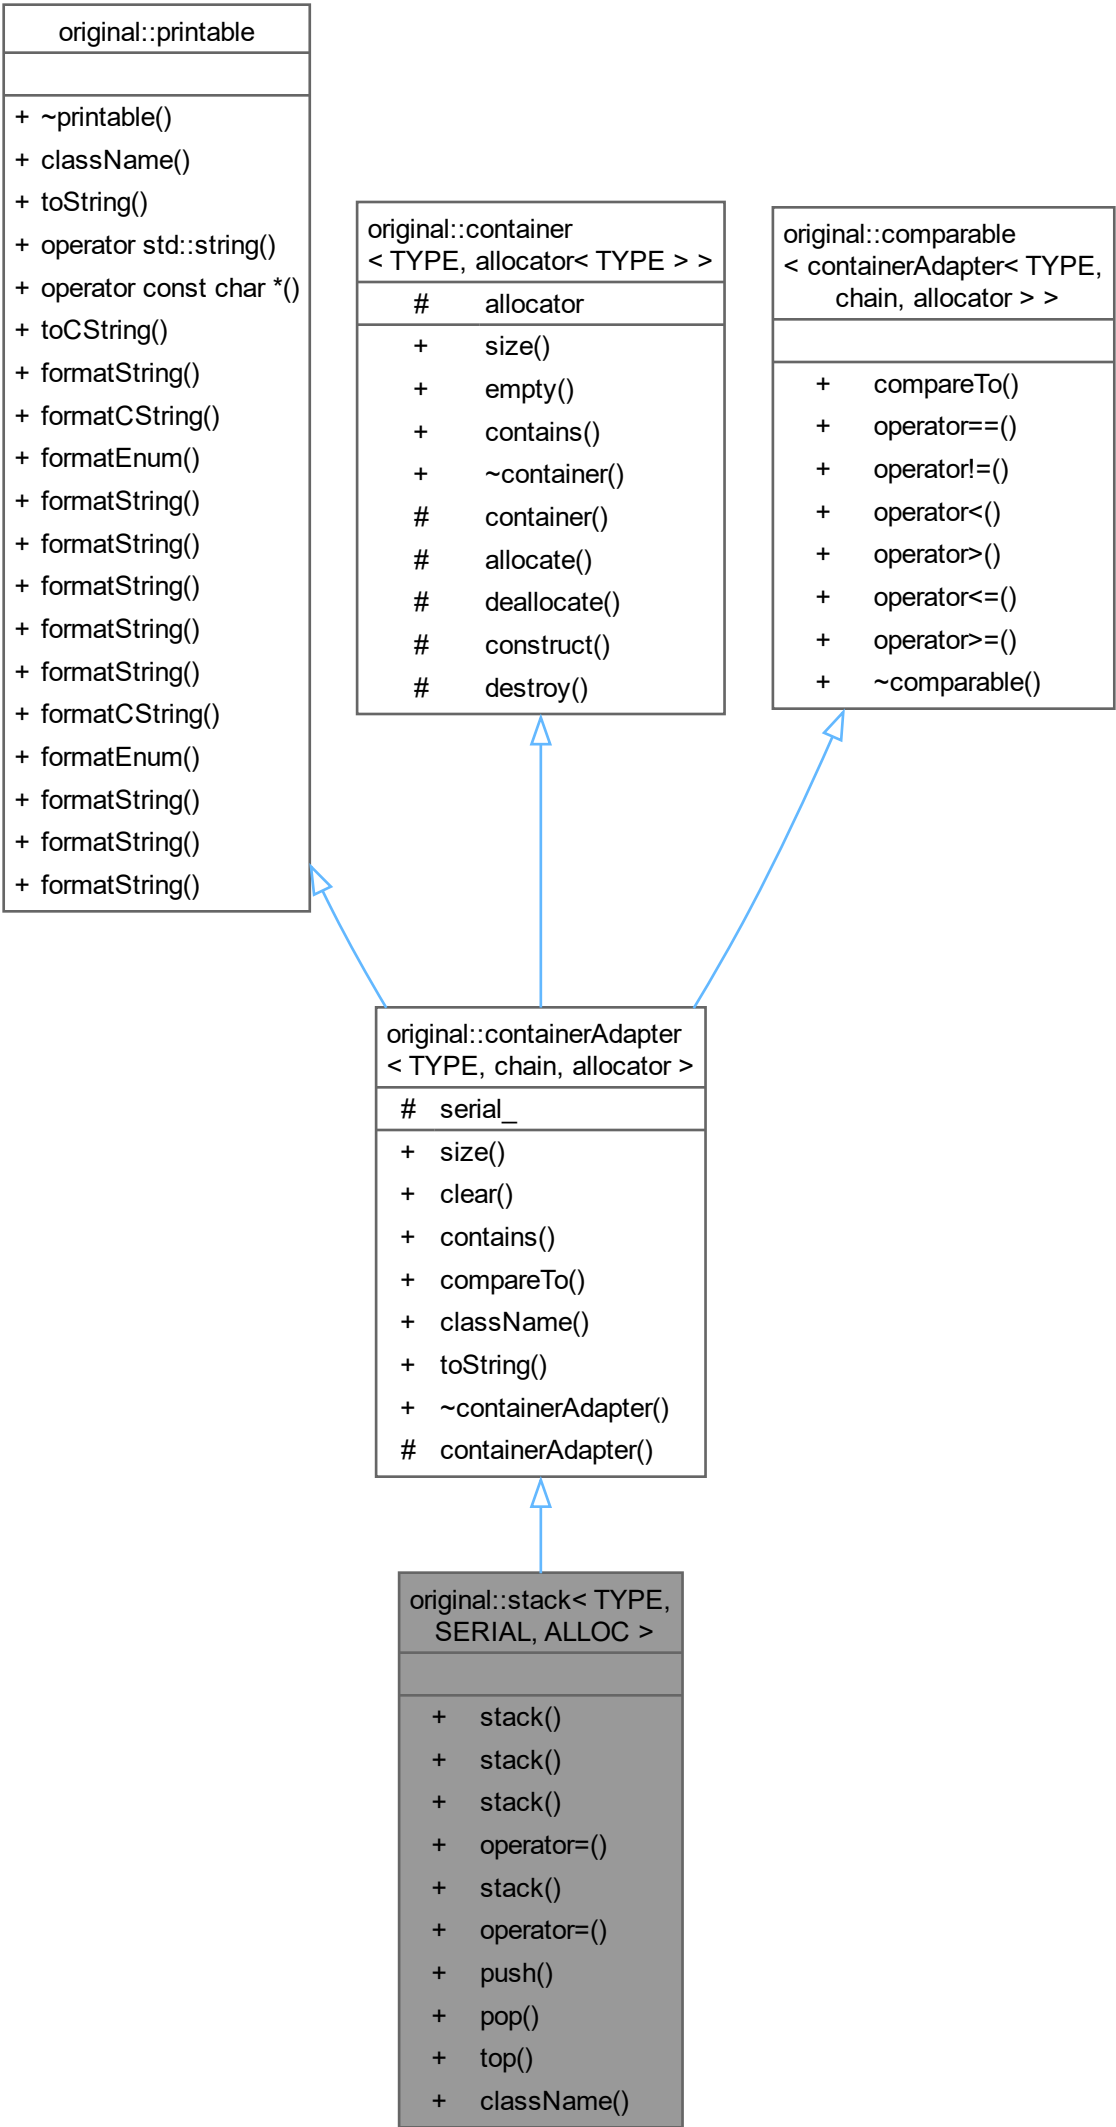 original::printable
+ ~printable()
+ className()
+ toString()
+ operator std::string()
+ operator const char *()
+ toCString()
+ formatString()
+ formatCString()
+ formatEnum()
+ formatString()
+ formatString()
+ formatString()
+ formatString()
+ formatString()
+ formatCString()
+ formatEnum()
+ formatString()
+ formatString()
+ formatString()
original::container
< TYPE, allocator< TYPE > >
# allocator
+ size()
+ empty()
+ contains()
+ ~container()
# container()
# allocate()
# deallocate()
# construct()
# destroy()
original::comparable
< containerAdapter< TYPE,
chain, allocator > >
+ compareTo()
+ operator==()
+ operator!=()
+ operator<()
+ operator>()
+ operator<=()
+ operator>=()
+ ~comparable()
original::containerAdapter
< TYPE, chain, allocator >
# serial_
+ size()
+ clear()
+ contains()
+ compareTo()
+ className()
+ toString()
+ ~containerAdapter()
# containerAdapter()
original::stack< TYPE,
SERIAL, ALLOC >
+ stack()
+ stack()
+ stack()
+ operator=()
+ stack()
+ operator=()
+ push()
+ pop()
+ top()
+ className()